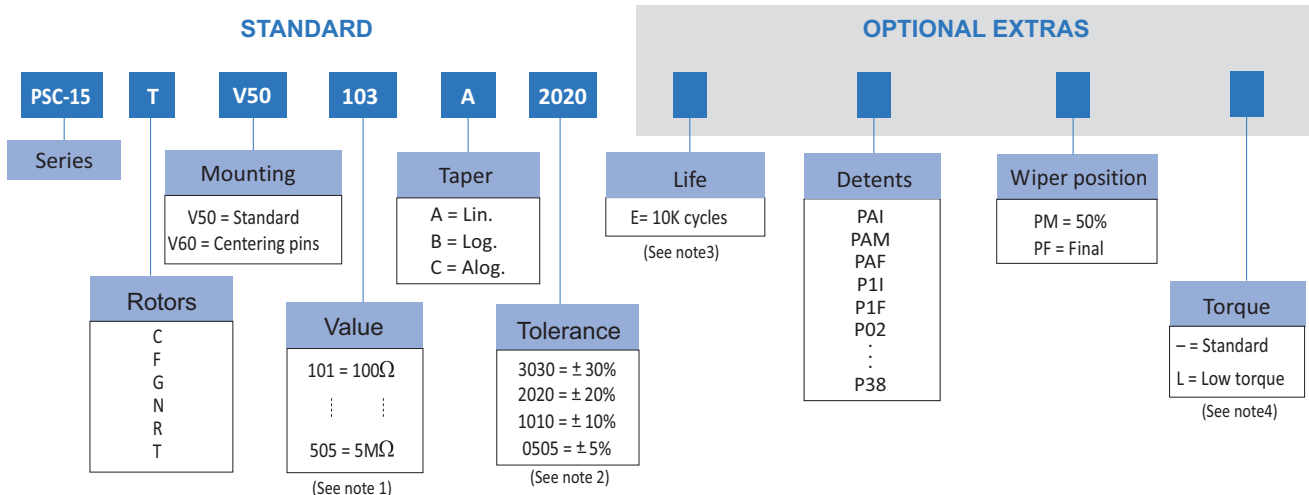 STANDARD
OPTIONAL EXTRAS
PSC-15 T V50 103 A 2020
Series
Mounting
V50 = Standard
V60 = Centering pins
Taper
A = Lin.
B = Log.
C = Alog.
Life
E= 10K cycles
(See note3)
Detents
PAI
PAM
PAF
P1I
P1F
P02
:
:
P38
Wiper position
PM = 50%
PF = Final
Rotors
C
F
G
N
R
T
Value
101 = 100Ω
505 = 5MΩ
(See note 1)
Tolerance
3030 = ± 30%
2020 = ± 20%
1010 = ± 10%
0505 = ± 5%
(See note 2)
Torque
– = Standard
L = Low torque
(See note4)